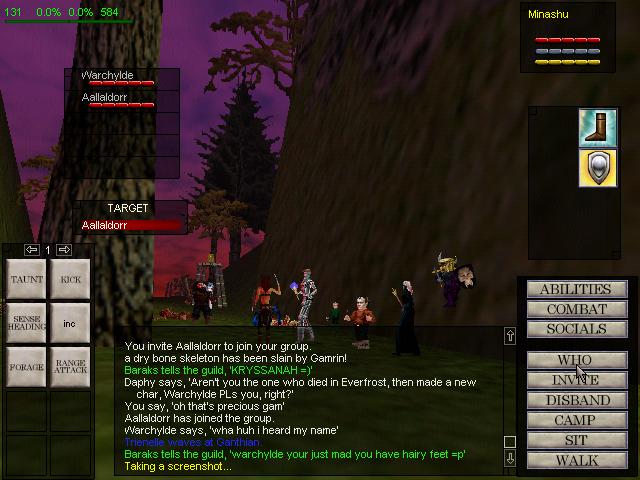 131 0.0% 0.0% 584
Minashu
Warchylde
Aallaldorr
TARGET
Aallaldorr
1
TAUNT
KICK
SENSE
HEADING
inc
FORAGE
RANGE
ATTACK
You invite Aallaldorr to join your group.
a dry bone skeleton has been slain by Gamrin!
Baraks tells the guild, 'KRYSSANAH =)'
Daphy says, 'Aren't you the one who died in Everfrost, then made a new
char, Warchylde PLs you, right?'
You say, 'oh that's precious gam'
Aallaldorr has joined the group.
Warchylde says, 'wha huh i heard my name'
Trienelle waves at Ganthian.
Baraks tells the guild, 'warchylde your just mad you have hairy feet =p'
Taking a screenshot...
ABILITIES
COMBAT
SOCIALS
WHO
INVITE
DISBAND
CAMP
SIT
WALK